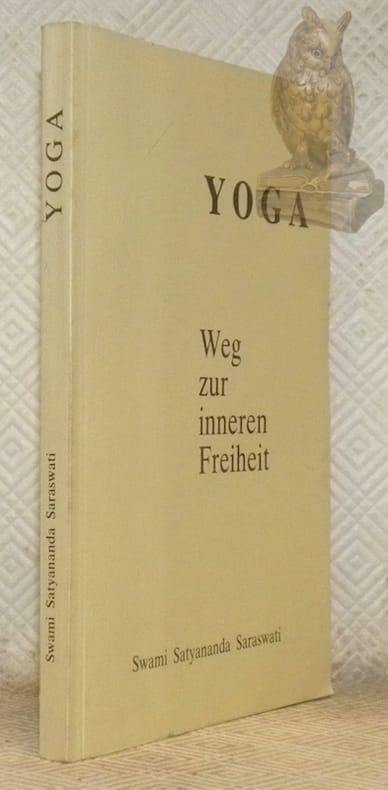 YOGA
Swami Satyananda Saraswati
YOGA
Weg
zur
inneren
Freiheit
Swami Satyananda Saraswati